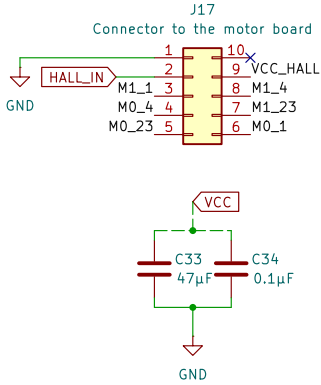 J17
Connector to the motor board
1 10
GND HALL_IN 2 9 VCC_HALL
M1_1 3 8 M1_4
M0_4 4 7 M1_23
M0_23 5 6 M0_1
VCC
C33 C34
47µF 0.1µF
GND